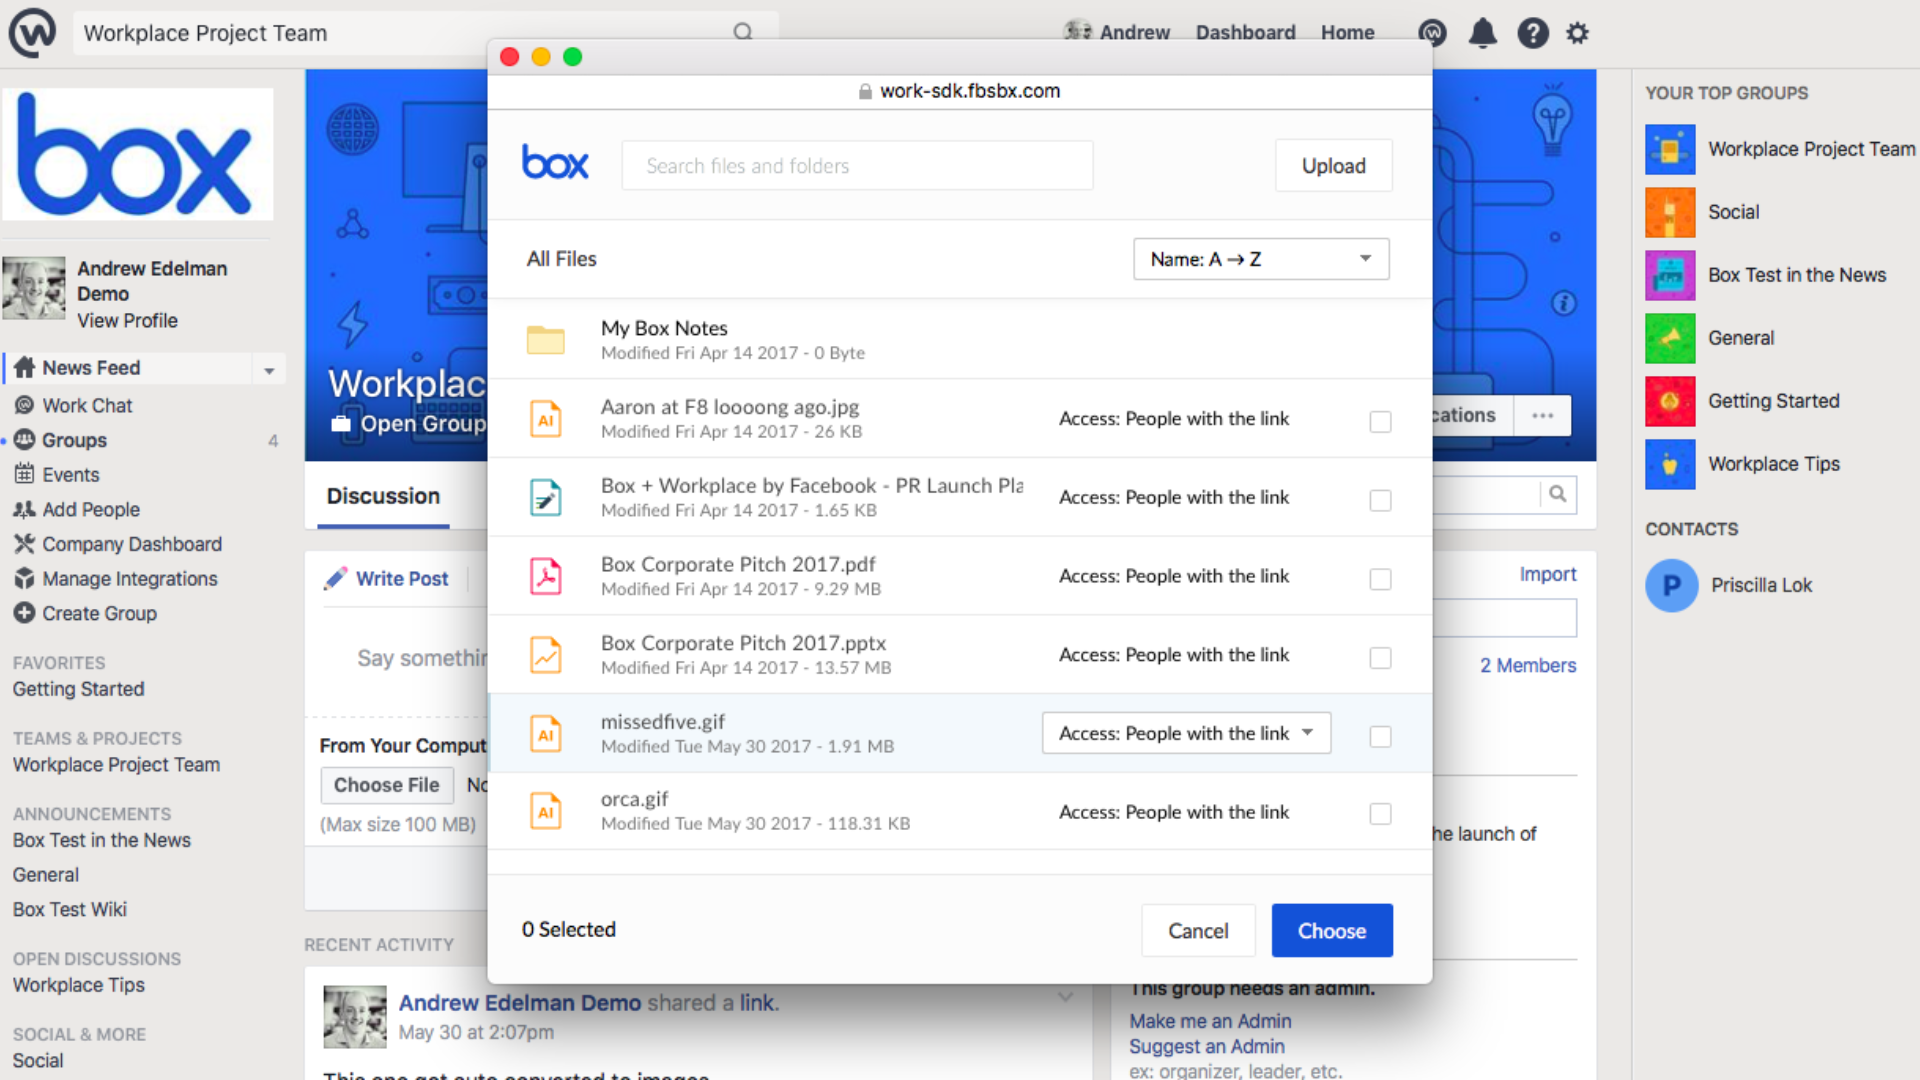 Workplace Project Team
Andrew
Dashboard
Home
box
Andrew Edelman
Demo
View Profile
News Feed
Work Chat
Groups
4
Events
Add People
Company Dashboard
Manage Integrations
Create Group
FAVORITES
Getting Started
TEAMS & PROJECTS
Workplace Project Team
ANNOUNCEMENTS
Box Test in the News
General
Box Test Wiki
OPEN DISCUSSIONS
Workplace Tips
SOCIAL & MORE
Social
Workplac
Open Group
Discussion
Write Post
Say somethin
From Your Comput
Choose File
No
(Max size 100 MB)
RECENT ACTIVITY
Andrew Edelman Demo shared a link.
May 30 at 2:07pm
This one got auto converted to images
work-sdk.fbsbx.com
box
Search files and folders
Upload
All Files
Name: A → Z
My Box Notes
Modified Fri Apr 14 2017 - 0 Byte
AI
Aaron at F8 loooong ago.jpg
Modified Fri Apr 14 2017 - 26 KB
Access: People with the link
Box + Workplace by Facebook - PR Launch Pla
Modified Fri Apr 14 2017 - 1.65 KB
Access: People with the link
Box Corporate Pitch 2017.pdf
Modified Fri Apr 14 2017 - 9.29 MB
Access: People with the link
Box Corporate Pitch 2017.pptx
Modified Fri Apr 14 2017 - 13.57 MB
Access: People with the link
AI
missedfive.gif
Modified Tue May 30 2017 - 1.91 MB
Access: People with the link
AI
orca.gif
Modified Tue May 30 2017 - 118.31 KB
Access: People with the link
0 Selected
Cancel
Choose
cations
Import
2 Members
he launch of
This group needs an admin.
Make me an Admin
Suggest an Admin
ex: organizer, leader, etc.
YOUR TOP GROUPS
Workplace Project Team
Social
Box Test in the News
General
Getting Started
Workplace Tips
CONTACTS
P
Priscilla Lok